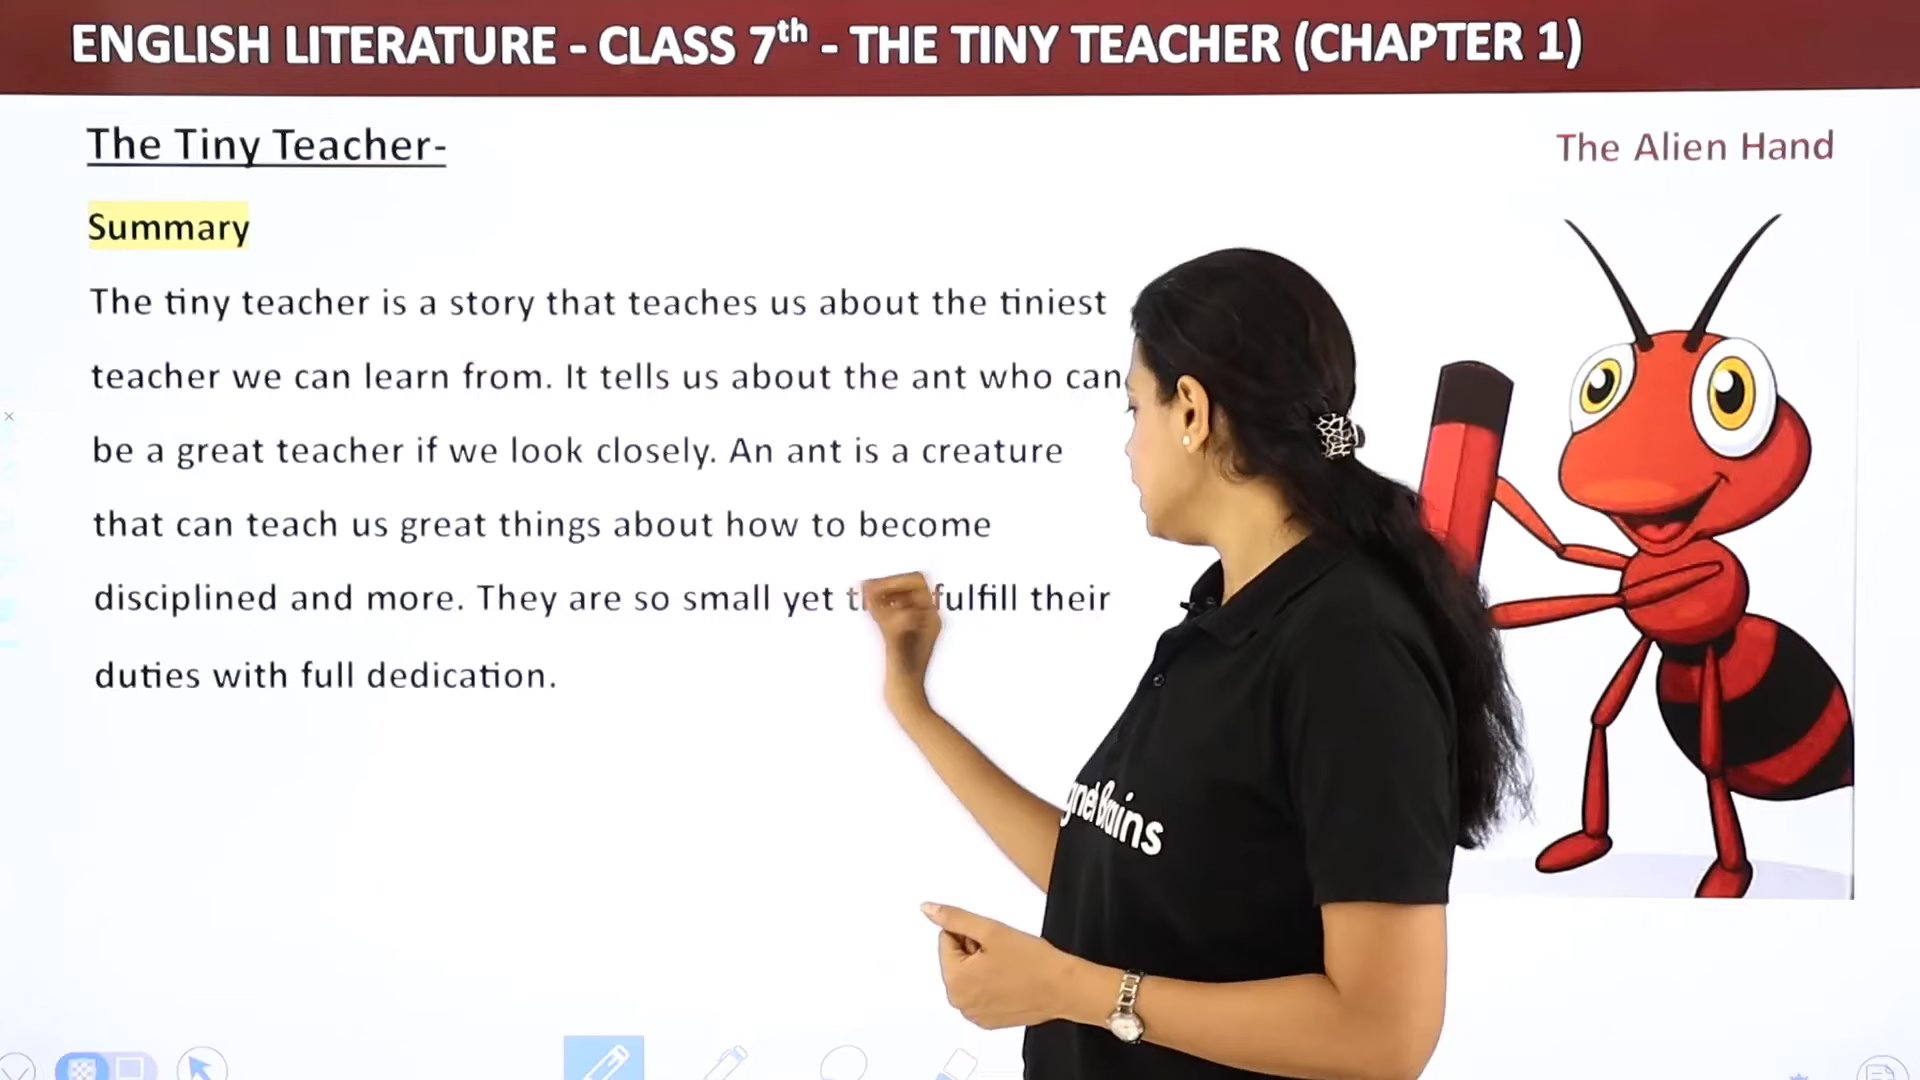 ENGLISH LITERATURE - CLASS 7th - THE TINY TEACHER (CHAPTER 1)
The Tiny Teacher-
The Alien Hand
Summary
The tiny teacher is a story that teaches us about the tiniest
teacher we can learn from. It tells us about the ant who can
be a great teacher if we look closely. An ant is a creature
that can teach us great things about how to become
disciplined and more. They are so small yet fulfill their
duties with full dedication.
Brains